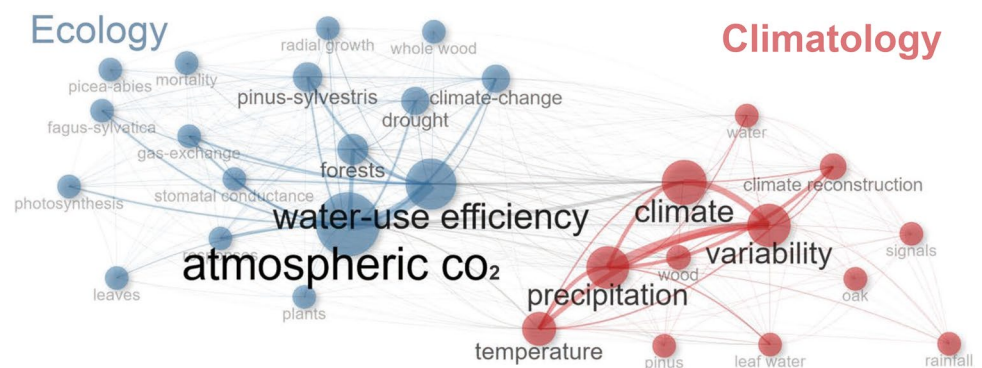 Ecology
Climatology
radial growth
whole wood
picea-abies
mortality
pinus-sylvestris
climate-change
drought
fagus-sylvatica
water
gas-exchange
forests
climate reconstruction
photosynthesis
stomatal conductance
water-use efficiency
climate
variability
signals
responses
atmospheric co₂
wood
leaves
precipitation
oak
plants
temperature
pinus
leaf water
rainfall